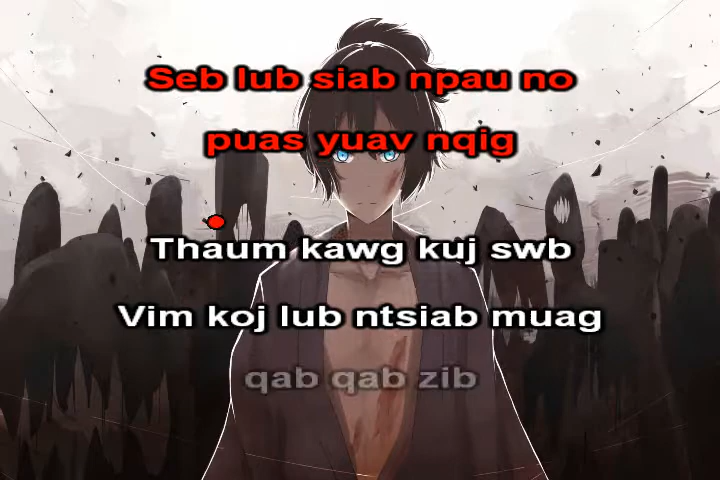 Seb lub siab npau no
puas yuav nqig
Thaum kawg kuj swb
Vim koj lub ntsiab muag
qab qab zib